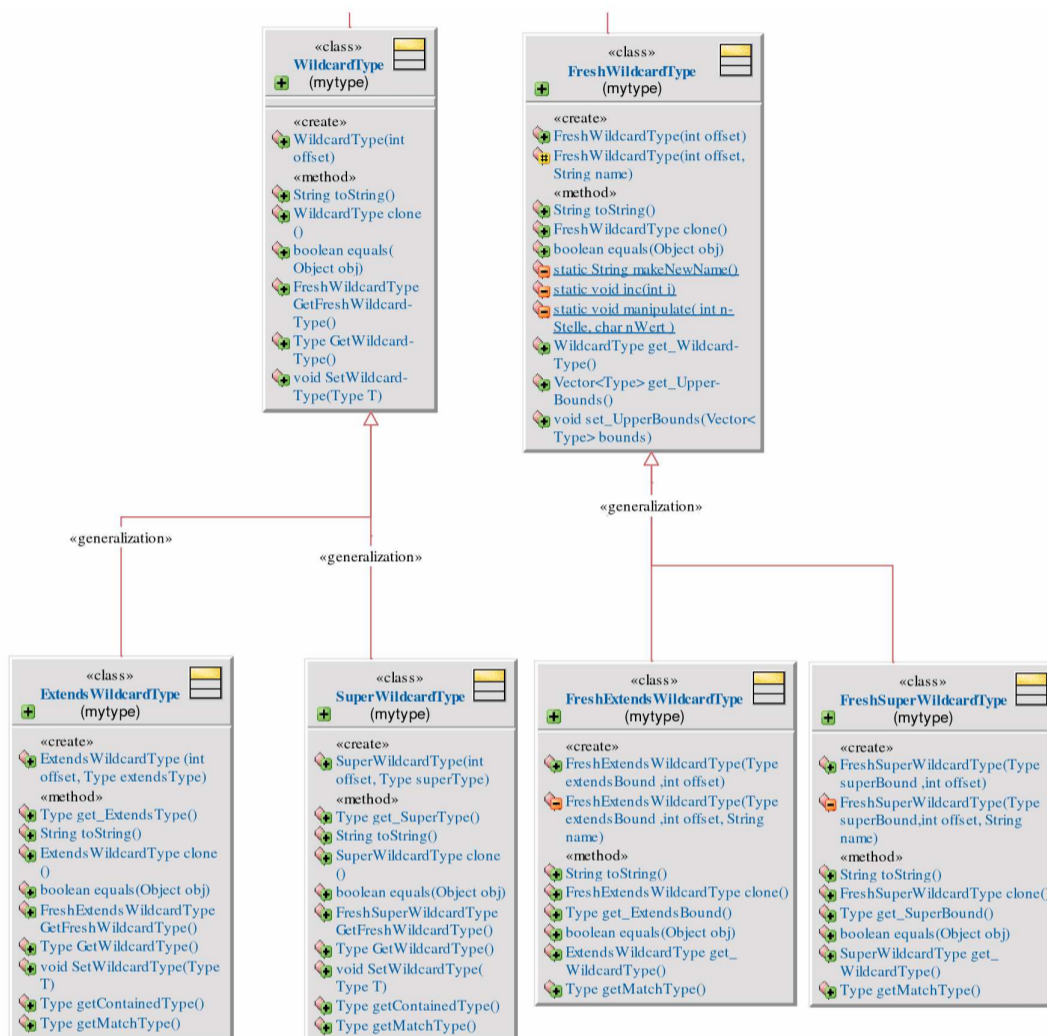 «class»
WildcardType
(mytype)
«create»
WildcardType(int
offset)
«method»
String toString()
WildcardType clone
()
boolean equals(
Object obj)
FreshWildcardType
GetFreshWildcard-
Type()
Type GetWildcard-
Type()
void SetWildcard-
Type(Type T)
«class»
FreshWildcardType
(mytype)
«create»
FreshWildcardType(int offset)
FreshWildcardType(int offset,
String name)
«method»
String toString()
FreshWildcardType clone()
boolean equals(Object obj)
static String makeNewName()
static void inc(int i)
static void manipulate( int n-
Stelle, char nWert )
WildcardType get_Wildcard-
Type()
Vector<Type> get_Upper-
Bounds()
void set_UpperBounds(Vector<
Type> bounds)
«generalization»
«generalization»
«generalization»
«class»
ExtendsWildcardType
(mytype)
«create»
ExtendsWildcardType (int
offset, Type extendsType)
«method»
Type get_ExtendsType()
String toString()
ExtendsWildcardType clone
()
boolean equals(Object obj)
FreshExtendsWildcardType
GetFreshWildcardType()
Type GetWildcardType()
void SetWildcardType(Type
T)
Type getContainedType()
Type getMatchType()
«class»
SuperWildcardType
(mytype)
«create»
SuperWildcardType(int
offset, Type superType)
«method»
Type get_SuperType()
String toString()
SuperWildcardType clone
()
boolean equals(Object obj)
FreshSuperWildcardType
GetFreshWildcardType()
Type GetWildcardType()
void SetWildcardType(
Type T)
Type getContainedType()
Type getMatchType()
«class»
FreshExtendsWildcardType
(mytype)
«create»
FreshExtendsWildcardType(Type
extendsBound ,int offset)
FreshExtendsWildcardType(Type
extendsBound ,int offset, String
name)
«method»
String toString()
FreshExtendsWildcardType clone()
Type get_ExtendsBound()
boolean equals(Object obj)
ExtendsWildcardType get_
WildcardType()
Type getMatchType()
«class»
FreshSuperWildcardType
(mytype)
«create»
FreshSuperWildcardType(Type
superBound ,int offset)
FreshSuperWildcardType(Type
superBound,int offset, String
name)
«method»
String toString()
FreshSuperWildcardType clone()
Type get_SuperBound()
boolean equals(Object obj)
SuperWildcardType get_
WildcardType()
Type getMatchType()